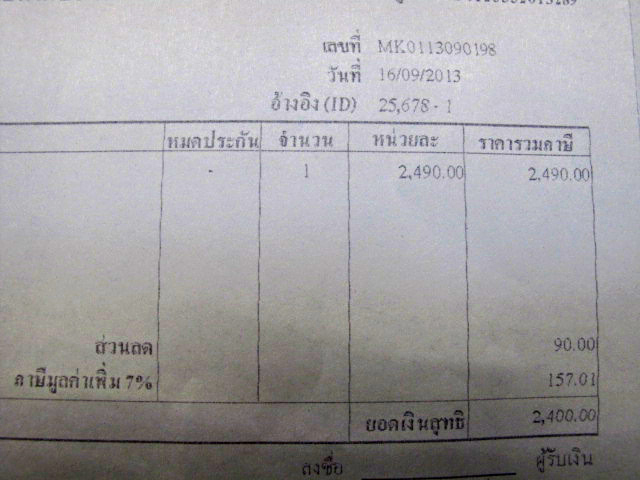 เลขที่ MK0113090198
วันที่ 16/09/2013
อ้างอิง (ID) 25,678 - 1
หมดประกัน จำนวน หน่วยละ ราคารวมภาษี
- 1 2,490.00 2,490.00
ส่วนลด 90.00
ภาษีมูลค่าเพิ่ม 7% 157.01
ยอดเงินสุทธิ 2,400.00
ลงชื่อ ผู้รับเงิน